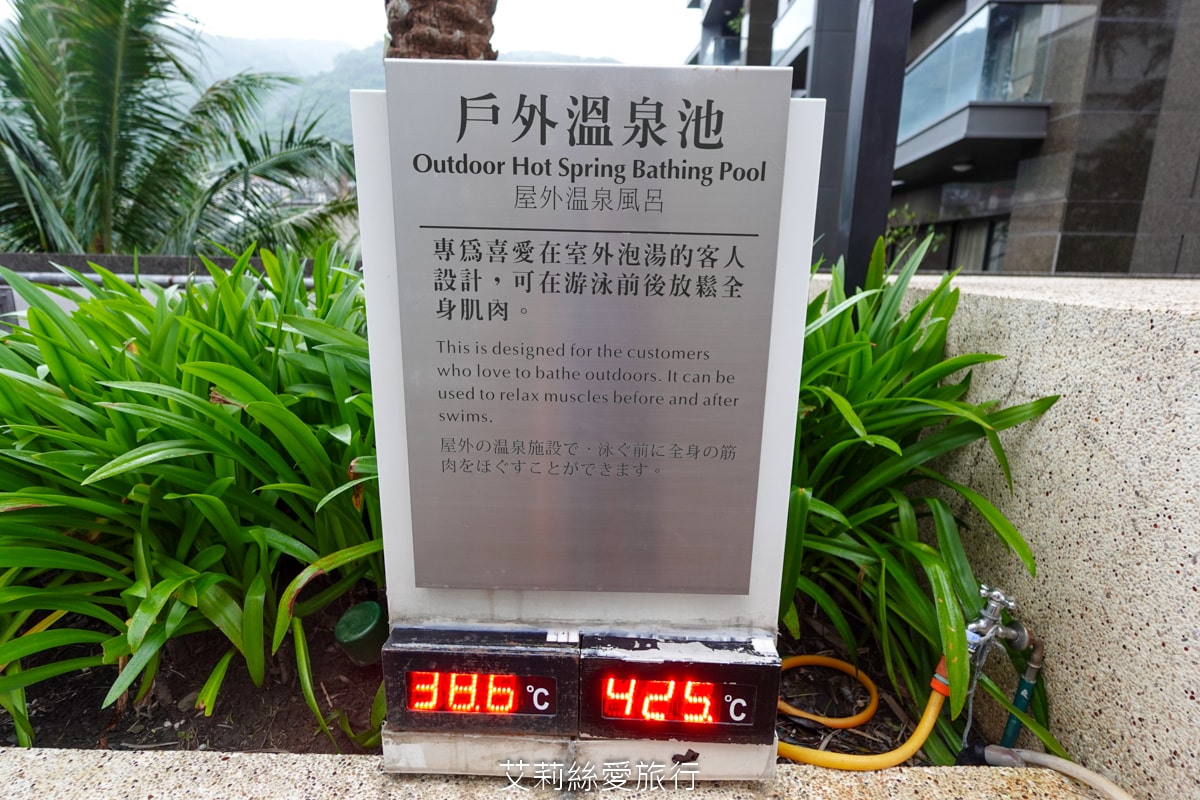 戶外溫泉池
Outdoor Hot Spring Bathing Pool
屋外温泉風呂
專為喜愛在室外泡湯的客人
設計，可在游泳前後放鬆全
身肌肉。
This is designed for the customers
who love to bathe outdoors. It can be
used to relax muscles before and after
swims.
屋外の温泉施設で、泳ぐ前に全身の筋
肉をほぐすことができます。
38.6 °C
42.5 °C
艾莉絲愛旅行